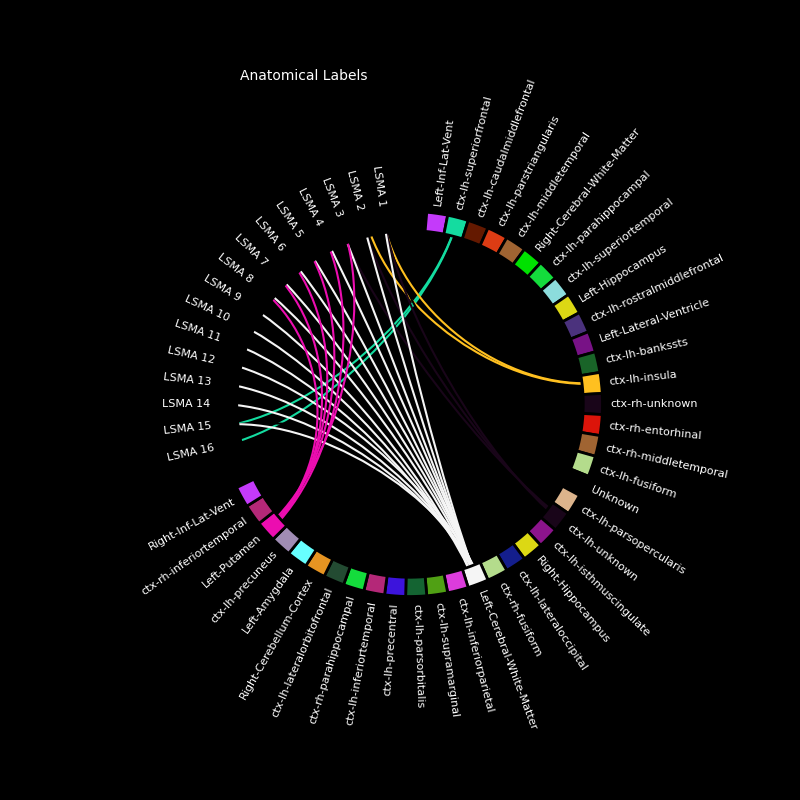 Anatomical Labels
Left-Inf-Lat-Vent
ctx-lh-superiorfrontal
ctx-lh-caudalmiddlefrontal
ctx-lh-parstriangularis
ctx-lh-middletemporal
Right-Cerebral-White-Matter
ctx-lh-parahippocampal
ctx-lh-superiortemporal
Left-Hippocampus
ctx-lh-rostralmiddlefrontal
Left-Lateral-Ventricle
ctx-lh-bankssts
ctx-lh-insula
ctx-rh-unknown
ctx-rh-entorhinal
ctx-rh-middletemporal
ctx-lh-fusiform
Unknown
ctx-lh-parsopercularis
ctx-lh-unknown
ctx-lh-isthmuscingulate
Right-Hippocampus
ctx-lh-lateraloccipital
ctx-rh-fusiform
Left-Cerebral-White-Matter
ctx-lh-inferiorparietal
ctx-lh-supramarginal
ctx-lh-parsorbitalis
ctx-lh-precentral
ctx-lh-inferiortemporal
ctx-rh-parahippocampal
ctx-lh-lateralorbitofrontal
Right-Cerebellum-Cortex
Left-Amygdala
ctx-lh-precuneus
Left-Putamen
ctx-rh-inferiortemporal
Right-Inf-Lat-Vent
LSMA 16
LSMA 15
LSMA 14
LSMA 13
LSMA 12
LSMA 11
LSMA 10
LSMA 9
LSMA 8
LSMA 7
LSMA 6
LSMA 5
LSMA 4
LSMA 3
LSMA 2
LSMA 1